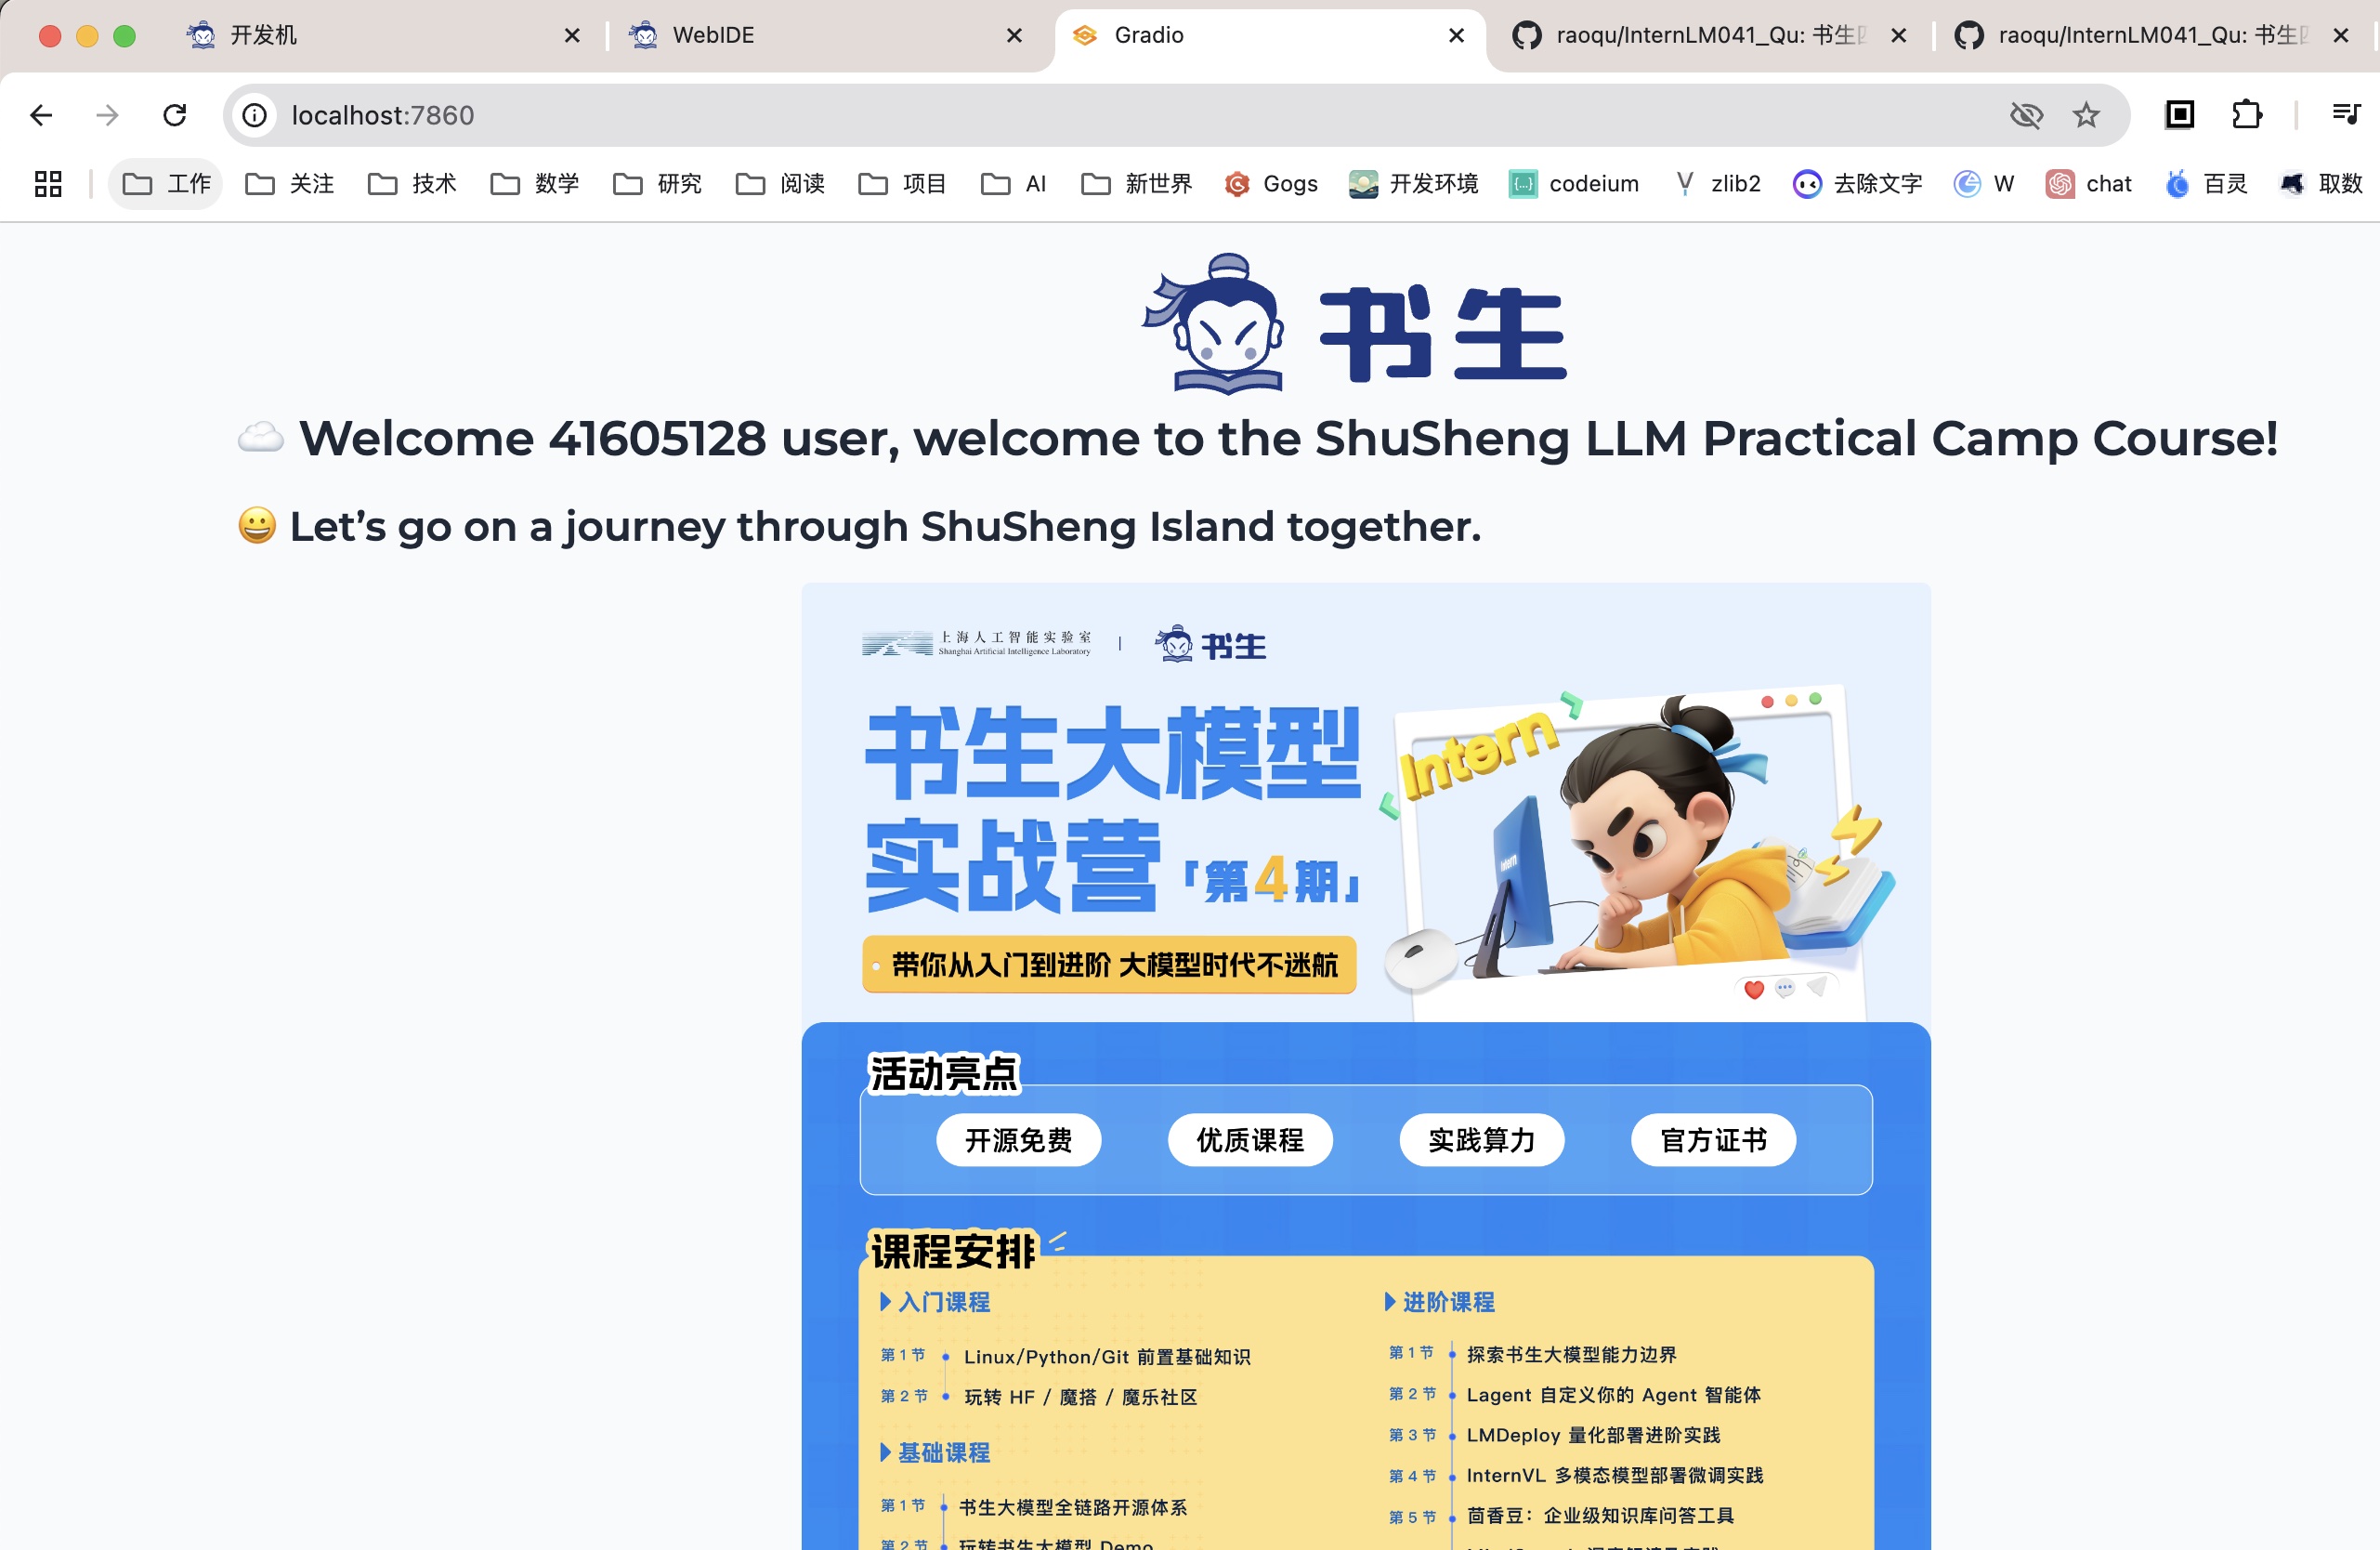 开发机
WebIDE
Gradio
raoqu/InternLM041_Qu: 书生
raoqu/InternLM041_Qu: 书生
localhost:7860
工作 关注 技术 数学 研究 阅读 项目 AI 新世界 Gogs 开发环境 codeium zlib2 去除文字 W chat 百灵 取数
书生
☁️ Welcome 41605128 user, welcome to the ShuSheng LLM Practical Camp Course!
😀 Let’s go on a journey through ShuSheng Island together.
上海人工智能实验室
Shanghai Artificial Intelligence Laboratory
书生
书生大模型
实战营「第4期」
带你从入门到进阶 大模型时代不迷航
Intern
Intern
活动亮点
开源免费 优质课程 实践算力 官方证书
课程安排
入门课程
第1节 Linux/Python/Git 前置基础知识
第2节 玩转 HF / 魔搭 / 魔乐社区
基础课程
第1节 书生大模型全链路开源体系
第2节 玩转书生大模型 Demo
进阶课程
第1节 探索书生大模型能力边界
第2节 Lagent 自定义你的 Agent 智能体
第3节 LMDeploy 量化部署进阶实践
第4节 InternVL 多模态模型部署微调实践
第5节 茴香豆：企业级知识库问答工具